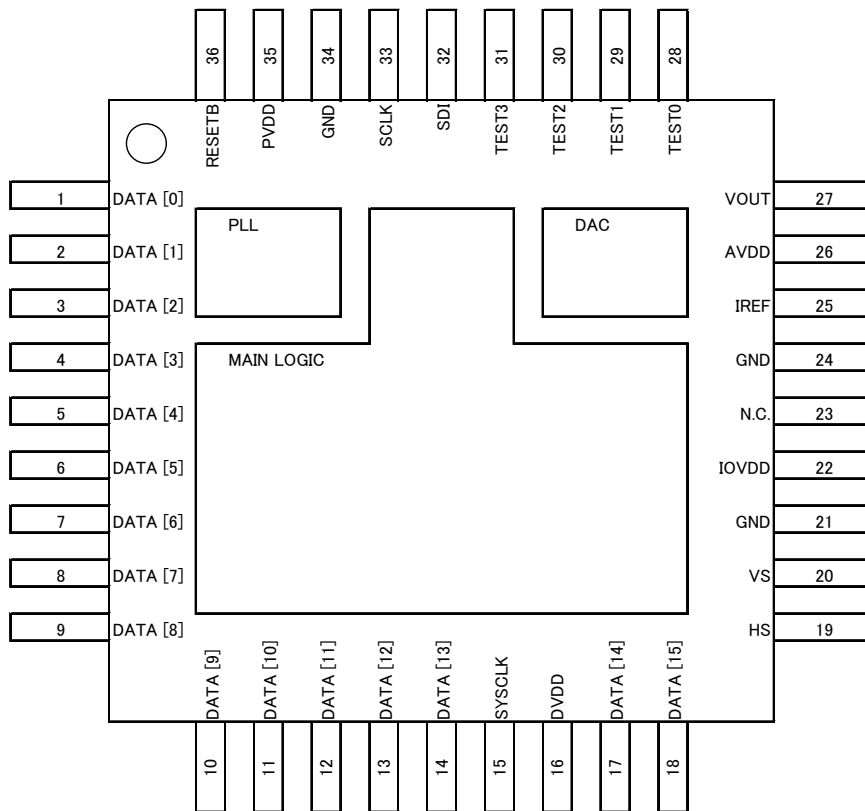 36 35 34 33 32 31 30 29 28
RESETB PVDD GND SCLK SDI TEST3 TEST2 TEST1 TEST0
1 DATA [0] VOUT 27
PLL DAC
2 DATA [1] AVDD 26
3 DATA [2] IREF 25
4 DATA [3] MAIN LOGIC GND 24
5 DATA [4] N.C. 23
6 DATA [5] IOVDD 22
7 DATA [6] GND 21
8 DATA [7] VS 20
9 DATA [8] HS 19
DATA [9] DATA [10] DATA [11] DATA [12] DATA [13] SYSCLK DVDD DATA [14] DATA [15]
10 11 12 13 14 15 16 17 18